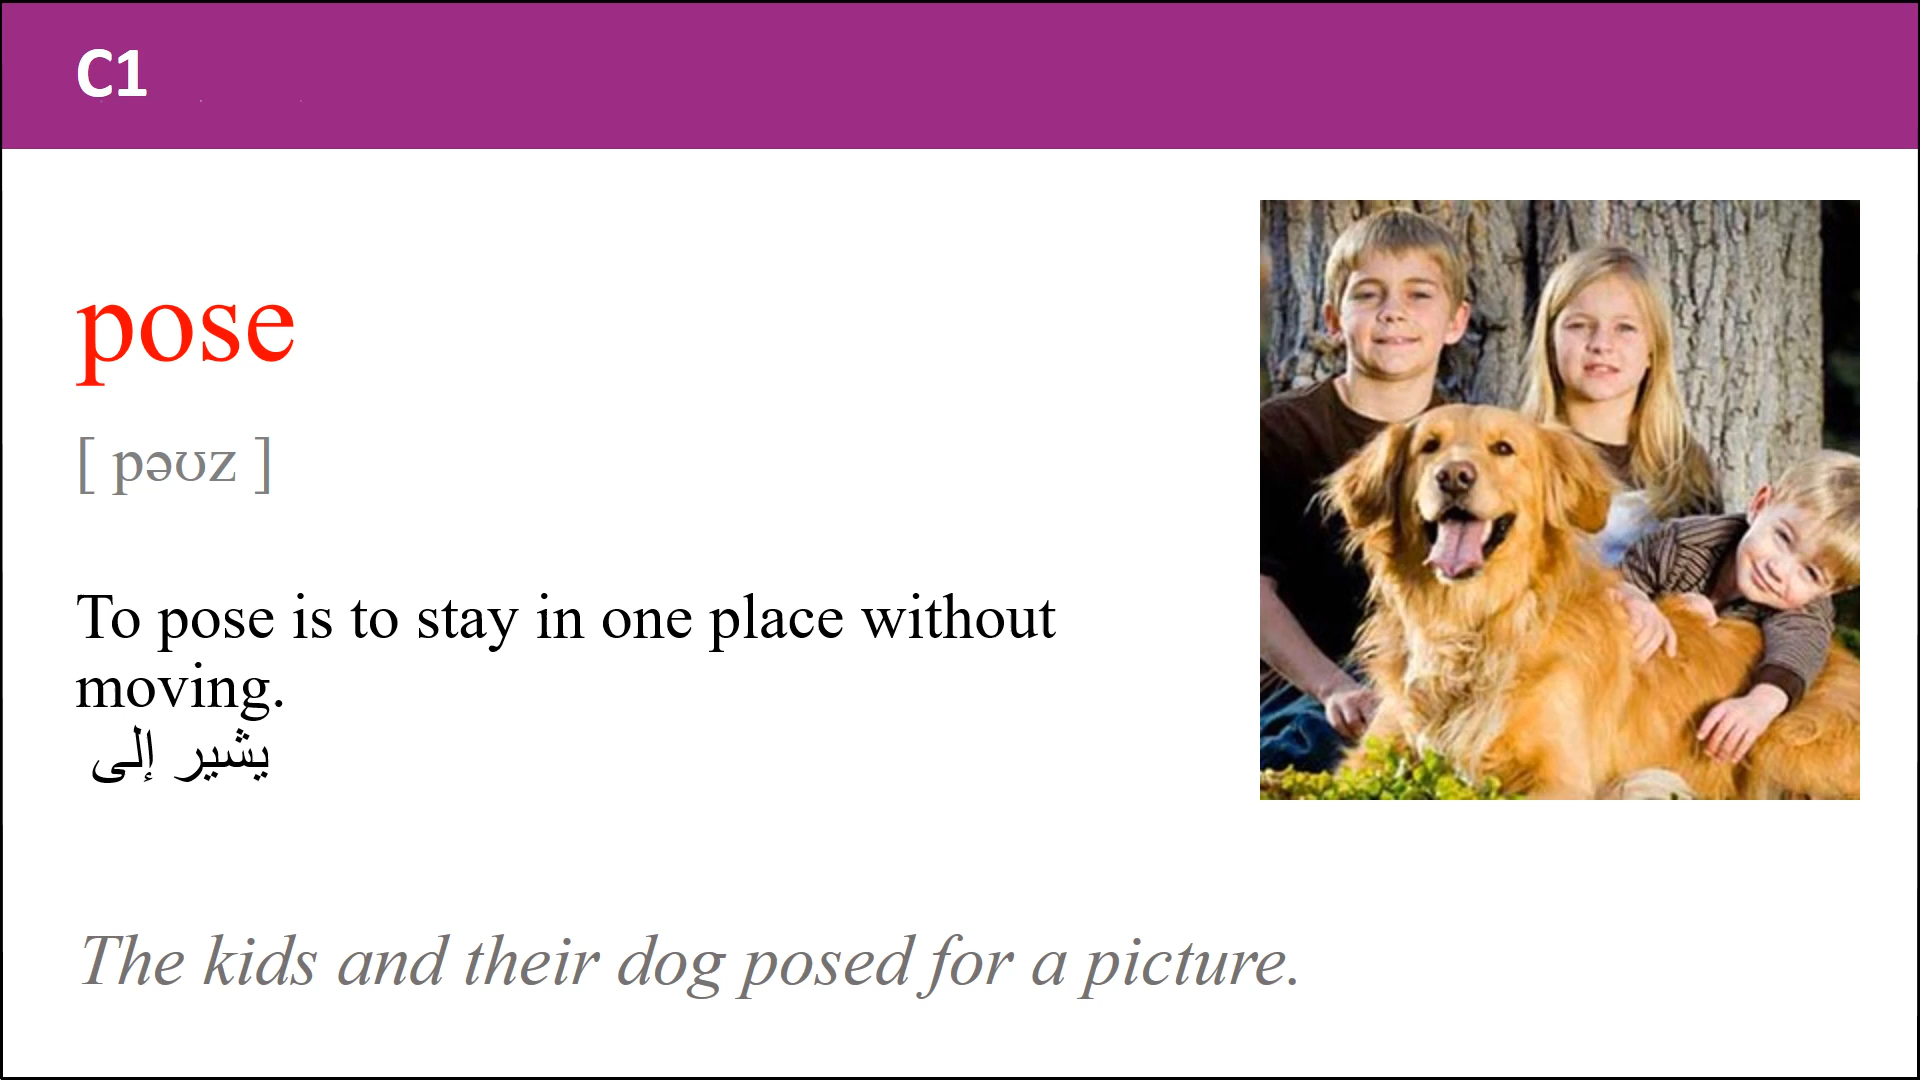 C1
pose
[ pəʊz ]
To pose is to stay in one place without
moving.
يشير إلى
The kids and their dog posed for a picture.